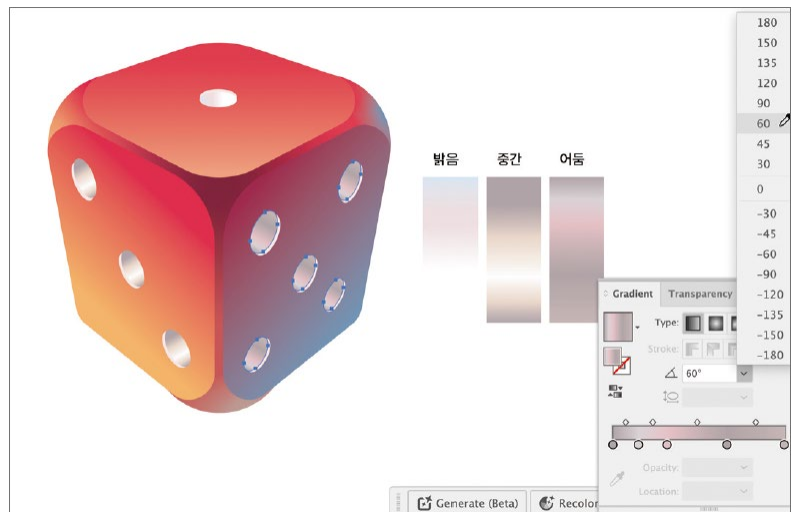 180
150
135
120
90
60
45
30
0
-30
-45
-60
-90
-120
-135
-150
-180
밝음 중간 어둠
Gradient Transparency
Type:
Stroke:
60°
Opacity:
Location:
Generate (Beta) Recolor